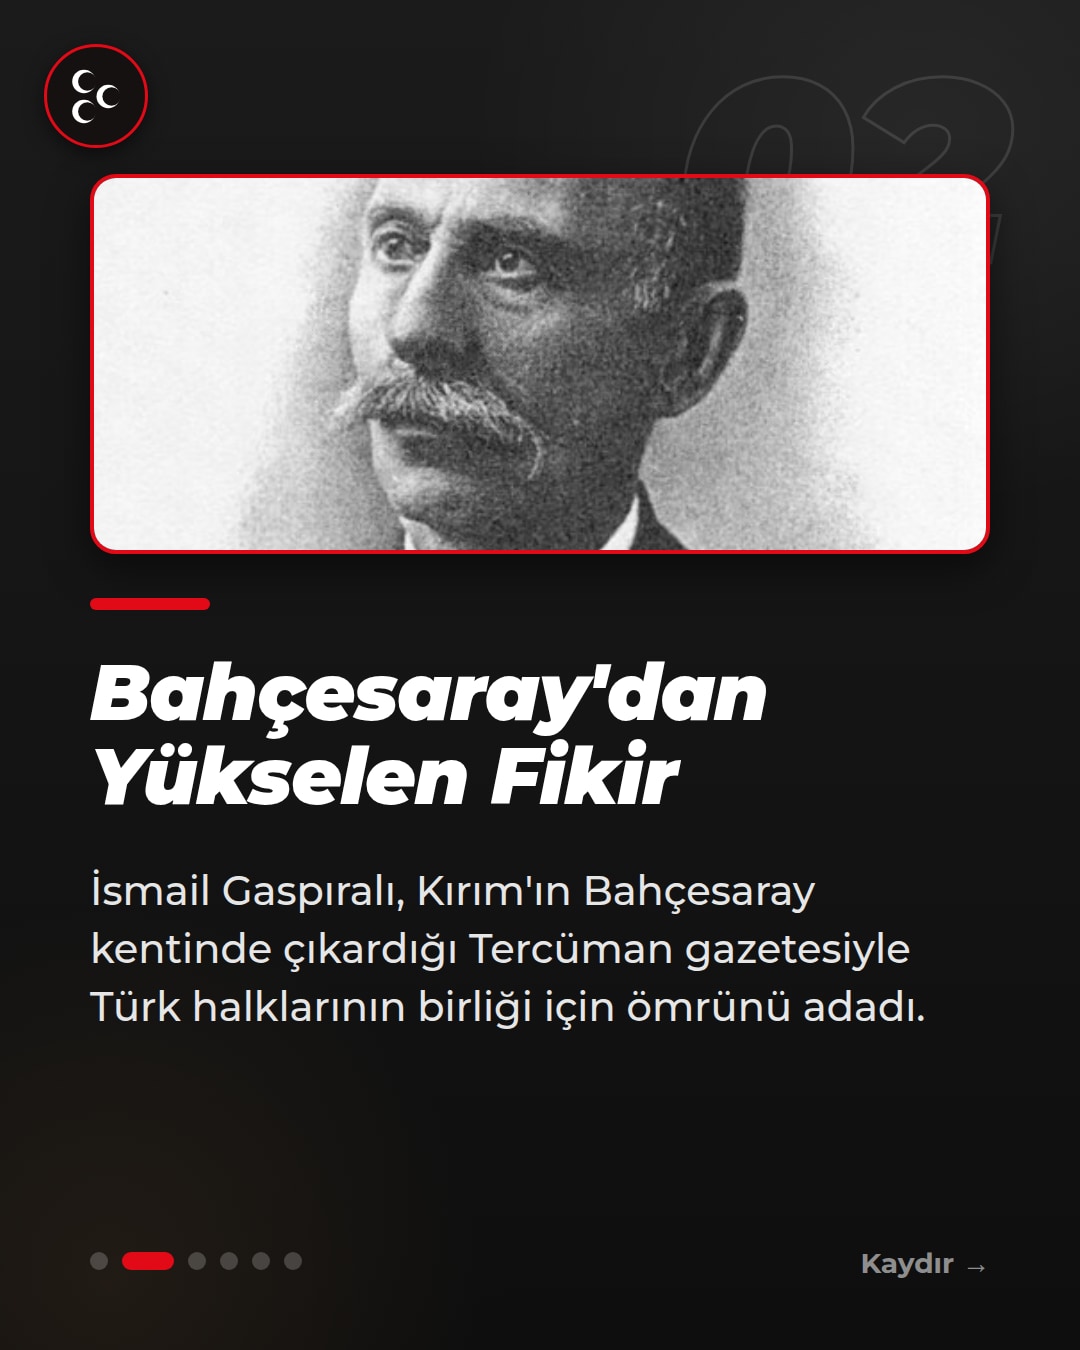 02
Bahçesaray'dan
Yükselen Fikir
İsmail Gaspıralı, Kırım'ın Bahçesaray
kentinde çıkardığı Tercüman gazetesiyle
Türk halklarının birliği için ömrünü adadı.
Kaydır →